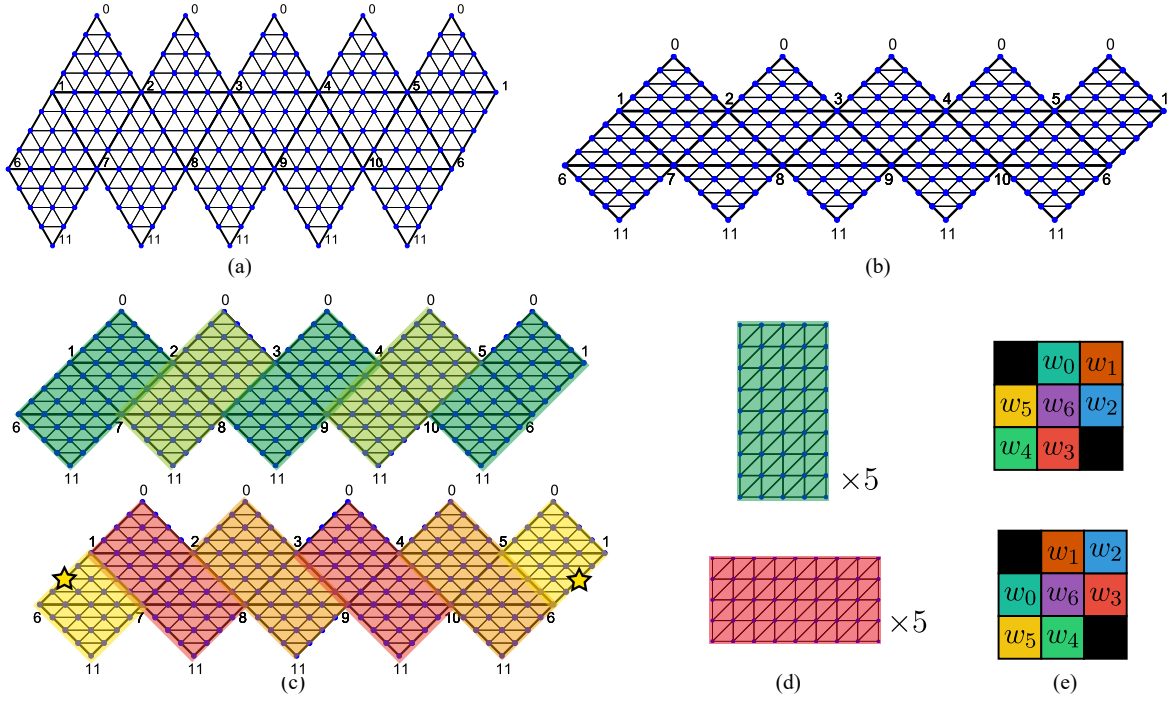 0 0 0 0 0
1 2 3 4 5 1
6 7 8 9 10 6
11 11 11 11 11
(a)
0 0 0 0 0
1 2 3 4 5 1
6 7 8 9 10 6
11 11 11 11 11
(b)
0 0 0 0 0
1 2 3 4 5 1
6 7 8 9 10 6
11 11 11 11 11
0 0 0 0 0
1 2 3 4 5 1
6 7 8 9 10 6
11 11 11 11 11
(c)
×5
×5
(d)
w0 w1
w5 w6 w2
w4 w3
w1 w2
w0 w6 w3
w5 w4
(e)